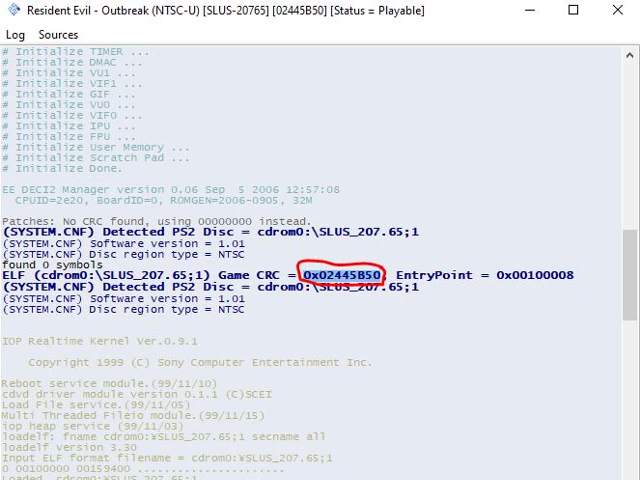 Resident Evil - Outbreak (NTSC-U) [SLUS-20765] [02445B50] [Status = Playable]
Log Sources
# Initialize TIMER ...
# Initialize DMAC ...
# Initialize VU1 ...
# Initialize VIF1 ...
# Initialize GIF ...
# Initialize VU0 ...
# Initialize VIF0 ...
# Initialize IPU ...
# Initialize FPU ...
# Initialize User Memory ...
# Initialize Scratch Pad ...
# Initialize Done.
EE DECI2 Manager version 0.06 Sep 5 2006 12:57:08
CPUID=2e20, BoardID=0, ROMGEN=2006-0905, 32M
Patches: No CRC found, using 00000000 instead.
(SYSTEM.CNF) Detected PS2 Disc = cdrom0:\SLUS_207.65;1
(SYSTEM.CNF) Software version = 1.01
(SYSTEM.CNF) Disc region type = NTSC
found 0 symbols
ELF (cdrom0:\SLUS_207.65;1) Game CRC = 0x02445B50, EntryPoint = 0x00100008
(SYSTEM.CNF) Detected PS2 Disc = cdrom0:\SLUS_207.65;1
(SYSTEM.CNF) Software version = 1.01
(SYSTEM.CNF) Disc region type = NTSC
IOP Realtime Kernel Ver.0.9.1
Copyright 1999 (C) Sony Computer Entertainment Inc.
Reboot service module.(99/11/10)
cdvd driver module version 0.1.1 (C)SCEI
Load File service.(99/11/05)
Multi Threaded Fileio module.(99/11/15)
iop heap service (99/11/03)
loadelf: fname cdrom0:¥SLUS_207.65;1 secname all
loadelf version 3.30
Input ELF format filename = cdrom0:¥SLUS_207.65;1
0 00100000 00159400 ......................
Loaded, cdrom0:¥SLUS_207.65;1